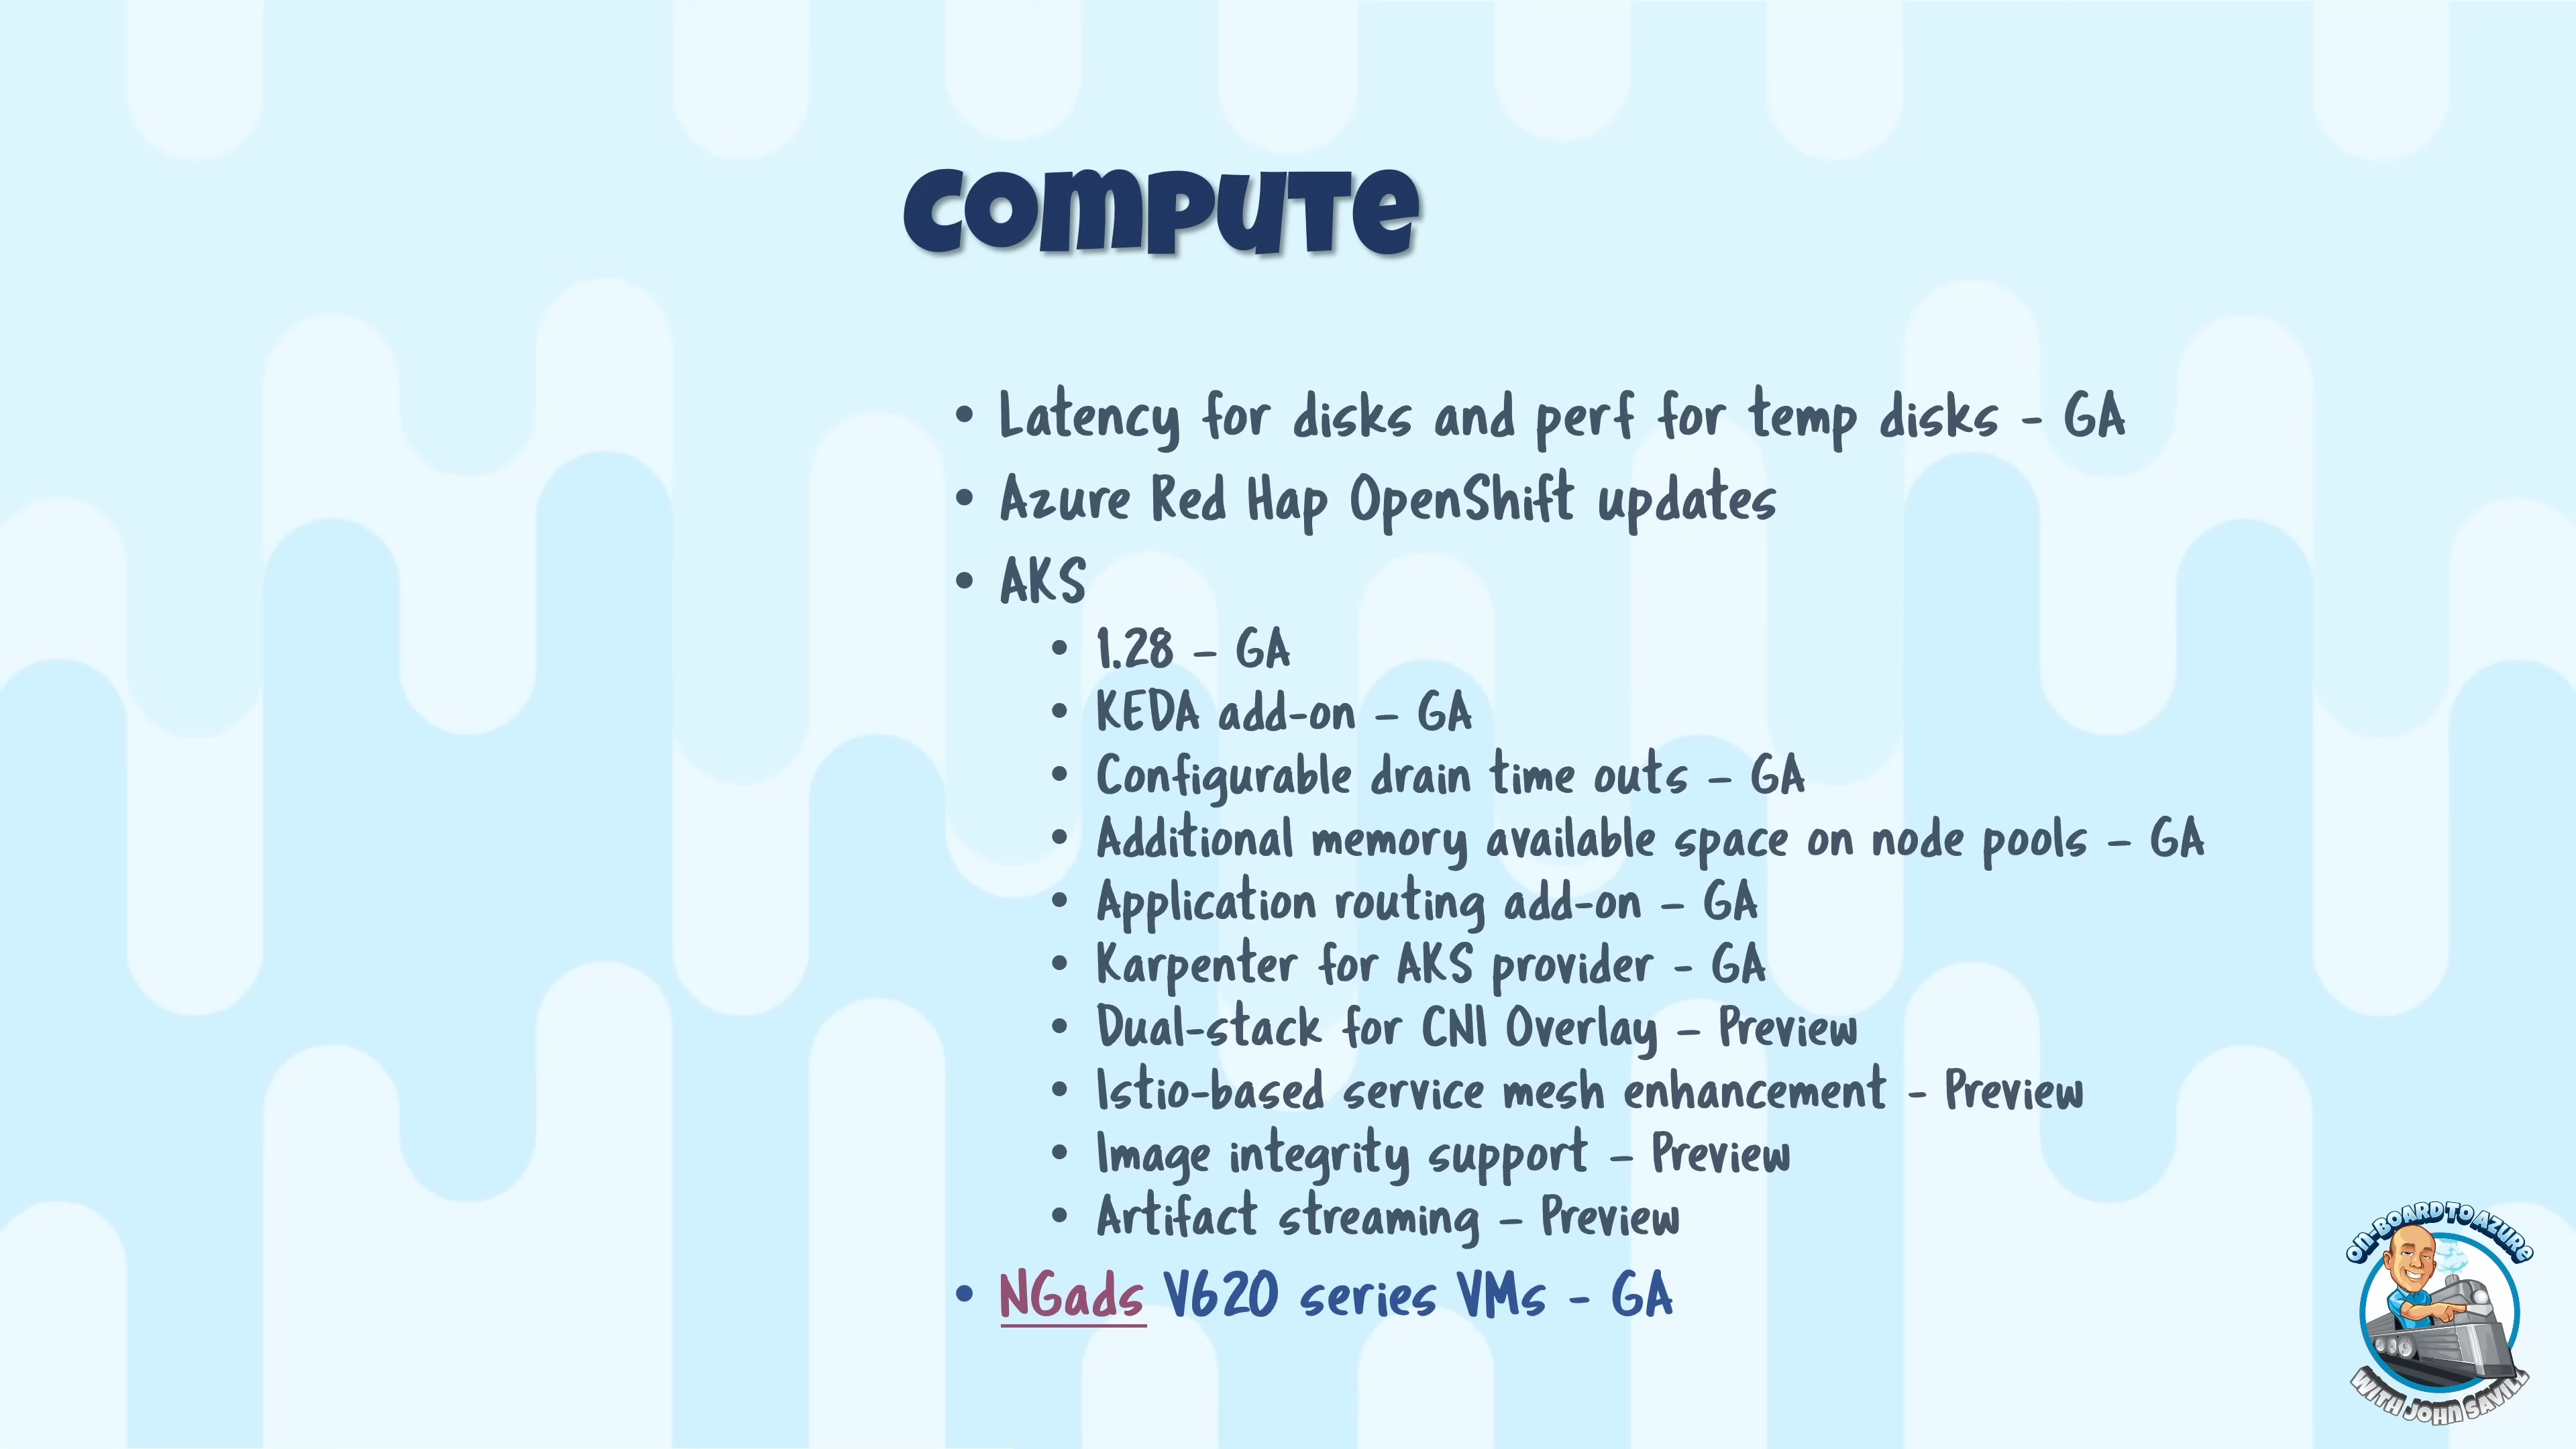 Compute
• Latency for disks and perf for temp disks - GA
• Azure Red Hap OpenShift updates
• AKS
• 1.28 – GA
• KEDA add-on – GA
• Configurable drain time outs – GA
• Additional memory available space on node pools – GA
• Application routing add-on – GA
• Karpenter for AKS provider - GA
• Dual-stack for CNI Overlay – Preview
• Istio-based service mesh enhancement - Preview
• Image integrity support – Preview
• Artifact streaming – Preview
• NGads V620 series VMs - GA
ON-BOARD TO AZURE
WITH JOHN SAVILL